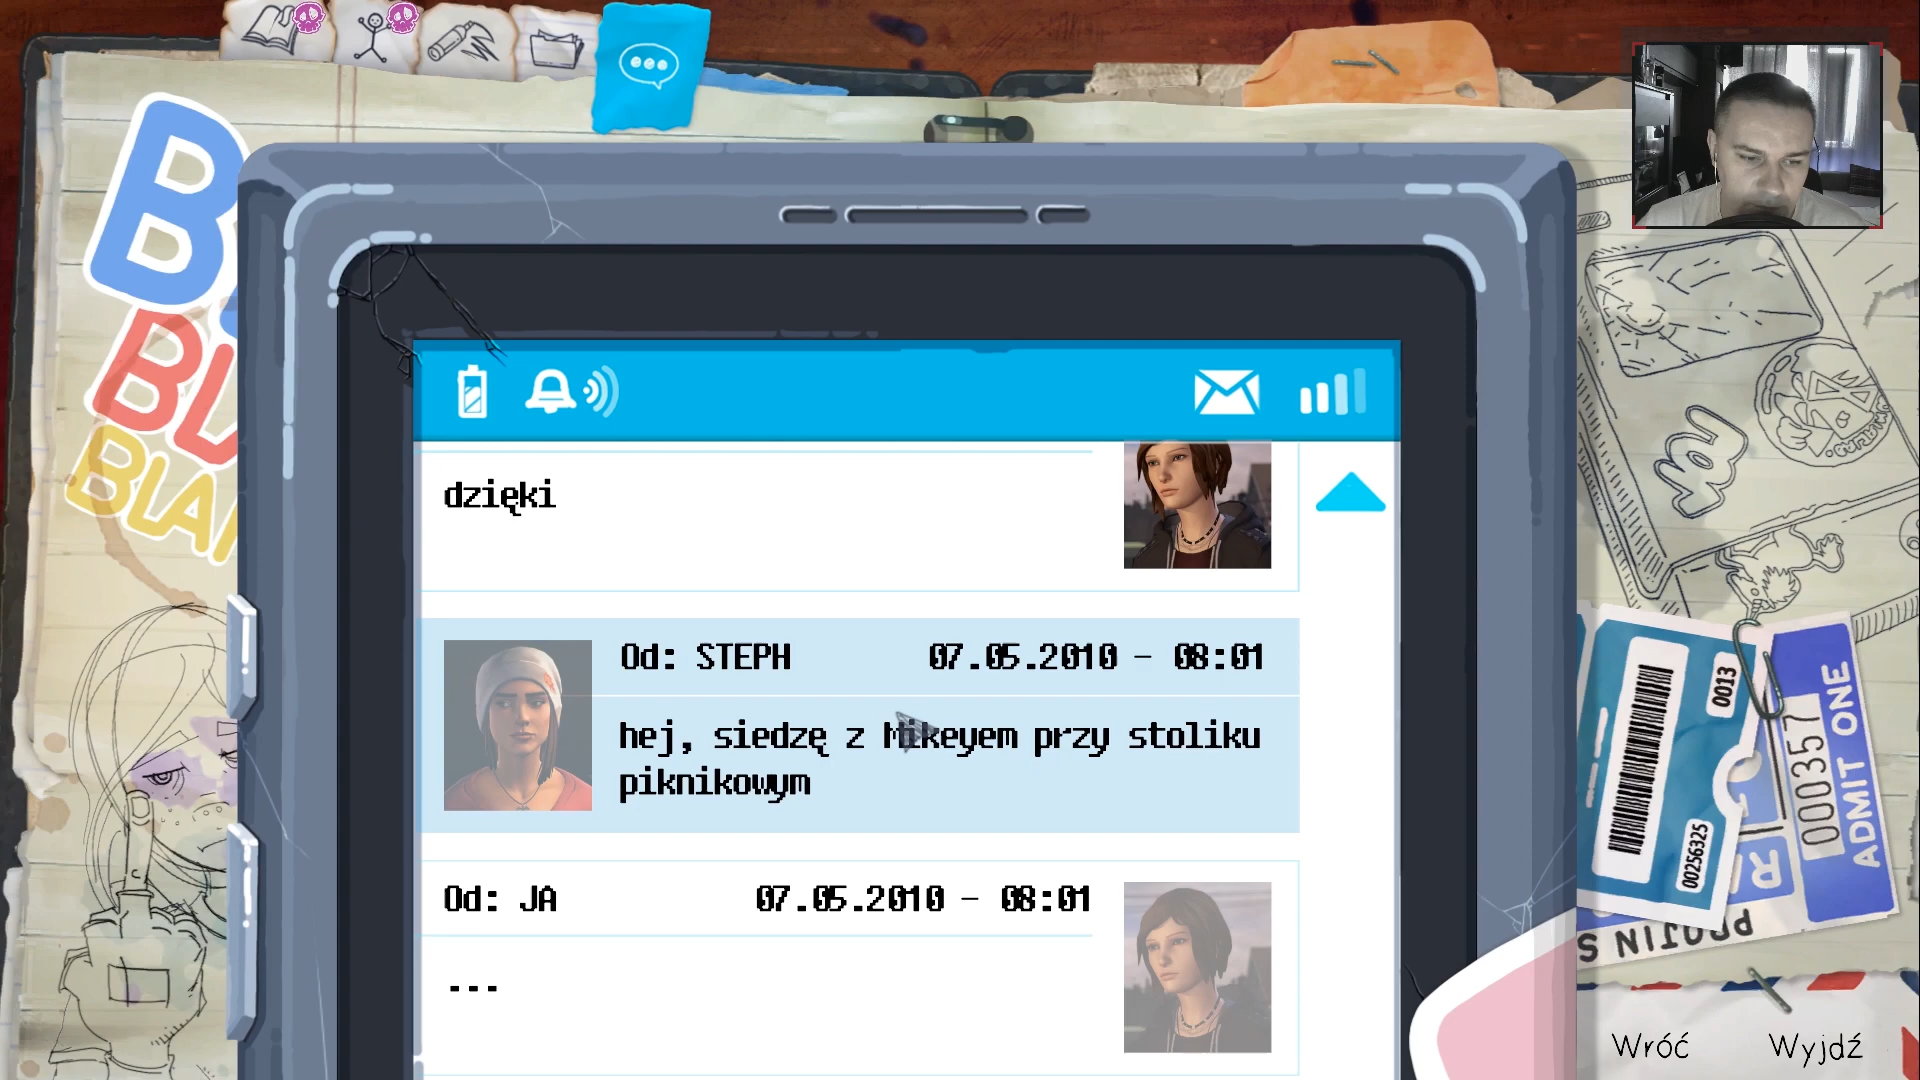 dzięki
Od: STEPH 07.05.2010 - 08:01
hej, siedzę z Mikeyem przy stoliku
piknikowym
Od: JA 07.05.2010 - 08:01
...
0013
00256325
000357
ADMIT ONE
Wróć Wyjdź